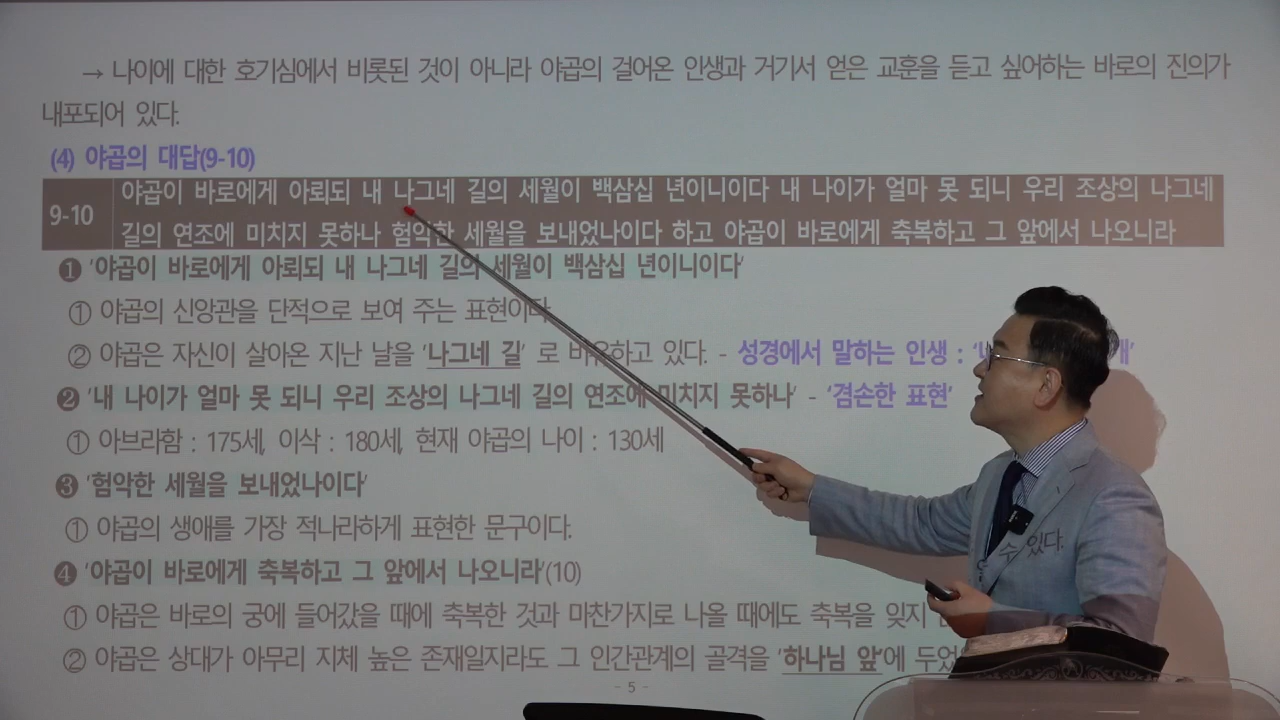 → 나이에 대한 호기심에서 비롯된 것이 아니라 야곱의 걸어온 인생과 거기서 얻은 교훈을 듣고 싶어하는 바로의 진의가
내포되어 있다.
(4) 야곱의 대답(9-10)
9-10
야곱이 바로에게 아뢰되 내 나그네 길의 세월이 백삼십 년이니이다 내 나이가 얼마 못 되니 우리 조상의 나그네
길의 연조에 미치지 못하나 험악한 세월을 보내었나이다 하고 야곱이 바로에게 축복하고 그 앞에서 나오니라
❶ '야곱이 바로에게 아뢰되 내 나그네 길의 세월이 백삼십 년이니이다'
① 야곱의 신앙관을 단적으로 보여 주는 표현이다.
② 야곱은 자신이 살아온 지난 날을 '나그네 길' 로 비유하고 있다. - 성경에서 말하는 인생 :
❷ '내 나이가 얼마 못 되니 우리 조상의 나그네 길의 연조에 미치지 못하나' - '겸손한 표현'
① 아브라함 : 175세, 이삭 : 180세, 현재 야곱의 나이 : 130세
❸ '험악한 세월을 보내었나이다'
① 야곱의 생애를 가장 적나라하게 표현한 문구이다.
❹ '야곱이 바로에게 축복하고 그 앞에서 나오니라'(10)
① 야곱은 바로의 궁에 들어갔을 때에 축복한 것과 마찬가지로 나올 때에도 축복을 잊지 수 있다.
② 야곱은 상대가 아무리 지체 높은 존재일지라도 그 인간관계의 골격을 '하나님 앞'에
- 5 -